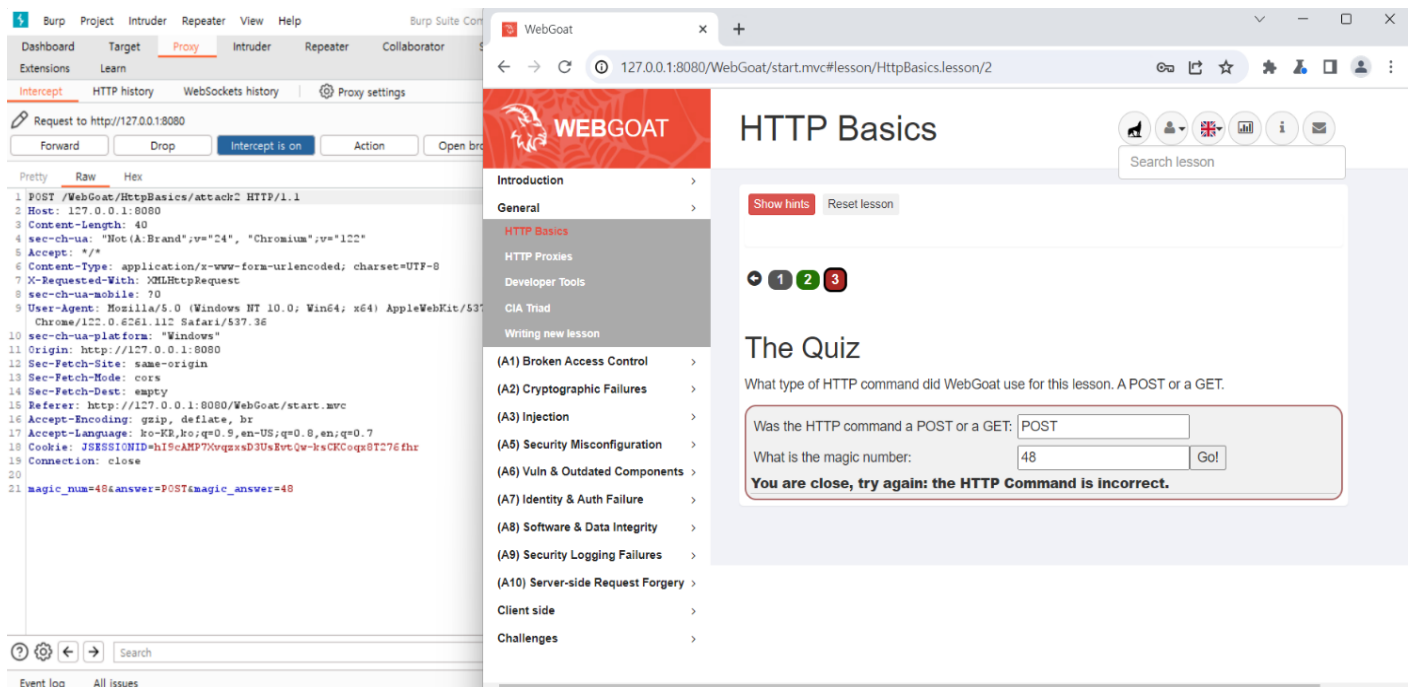 Burp Project Intruder Repeater View Help Burp Suite Com
Dashboard Target Proxy Intruder Repeater Collaborator S
Extensions Learn
Intercept HTTP history WebSockets history Proxy settings
Request to http://127.0.0.1:8080
Forward Drop Intercept is on Action Open bro
Pretty Raw Hex
1 POST /WebGoat/HttpBasics/attack2 HTTP/1.1
2 Host: 127.0.0.1:8080
3 Content-Length: 40
4 sec-ch-ua: "Not(A:Brand";v="24", "Chromium";v="122"
5 Accept: */*
6 Content-Type: application/x-www-form-urlencoded; charset=UTF-8
7 X-Requested-With: XMLHttpRequest
8 sec-ch-ua-mobile: ?0
9 User-Agent: Mozilla/5.0 (Windows NT 10.0; Win64; x64) AppleWebKit/537
Chrome/122.0.6261.112 Safari/537.36
10 sec-ch-ua-platform: "Windows"
11 Origin: http://127.0.0.1:8080
12 Sec-Fetch-Site: same-origin
13 Sec-Fetch-Mode: cors
14 Sec-Fetch-Dest: empty
15 Referer: http://127.0.0.1:8080/WebGoat/start.mvc
16 Accept-Encoding: gzip, deflate, br
17 Accept-Language: ko-KR,ko;q=0.9,en-US;q=0.8,en;q=0.7
18 Cookie: JSESSIONID=hI9cAMP7XvqzxsD3UsEvtQw-ksCKCoqx8T276fhr
19 Connection: close
20
21 magic_num=48&answer=POST&magic_answer=48
Search
Event log All issues
WebGoat
127.0.0.1:8080/WebGoat/start.mvc#lesson/HttpBasics.lesson/2
WEBGOAT
Introduction
General
HTTP Basics
HTTP Proxies
Developer Tools
CIA Triad
Writing new lesson
(A1) Broken Access Control
(A2) Cryptographic Failures
(A3) Injection
(A5) Security Misconfiguration
(A6) Vuln & Outdated Components
(A7) Identity & Auth Failure
(A8) Software & Data Integrity
(A9) Security Logging Failures
(A10) Server-side Request Forgery
Client side
Challenges
HTTP Basics
Search lesson
Show hints Reset lesson
1 2 3
The Quiz
What type of HTTP command did WebGoat use for this lesson. A POST or a GET.
Was the HTTP command a POST or a GET: POST
What is the magic number: 48 Go!
You are close, try again: the HTTP Command is incorrect.